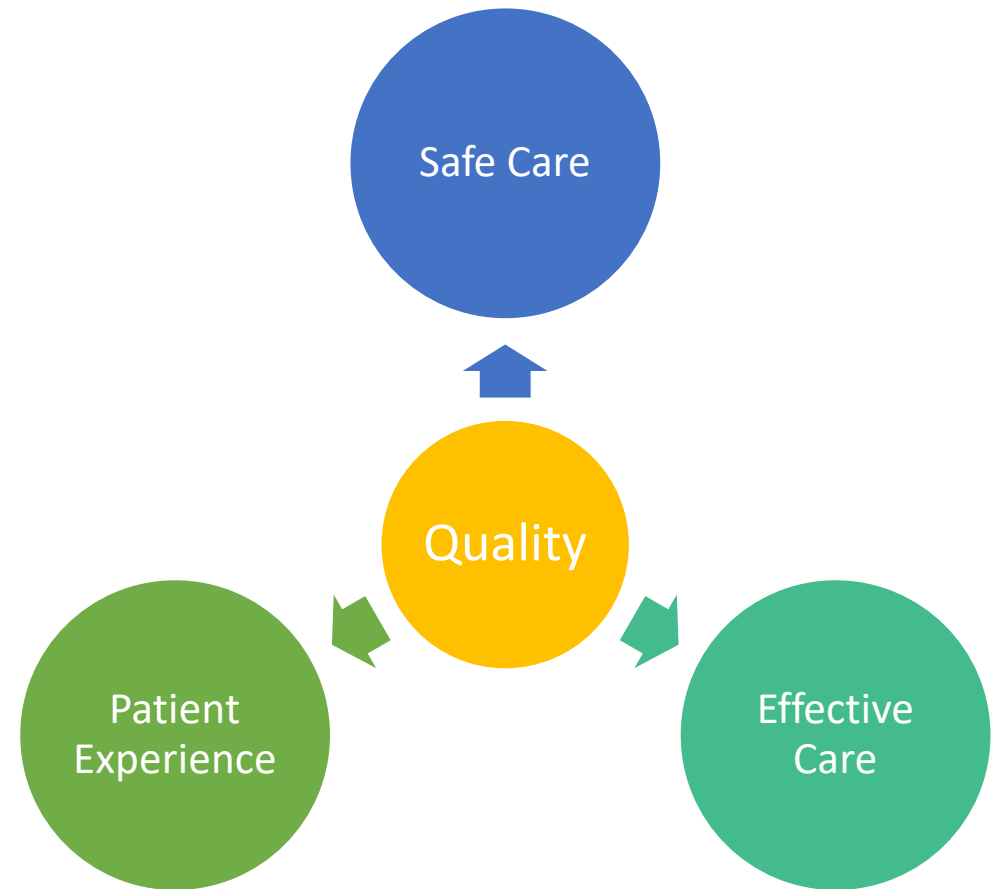 Safe Care
Quality
Patient
Experience
Effective
Care